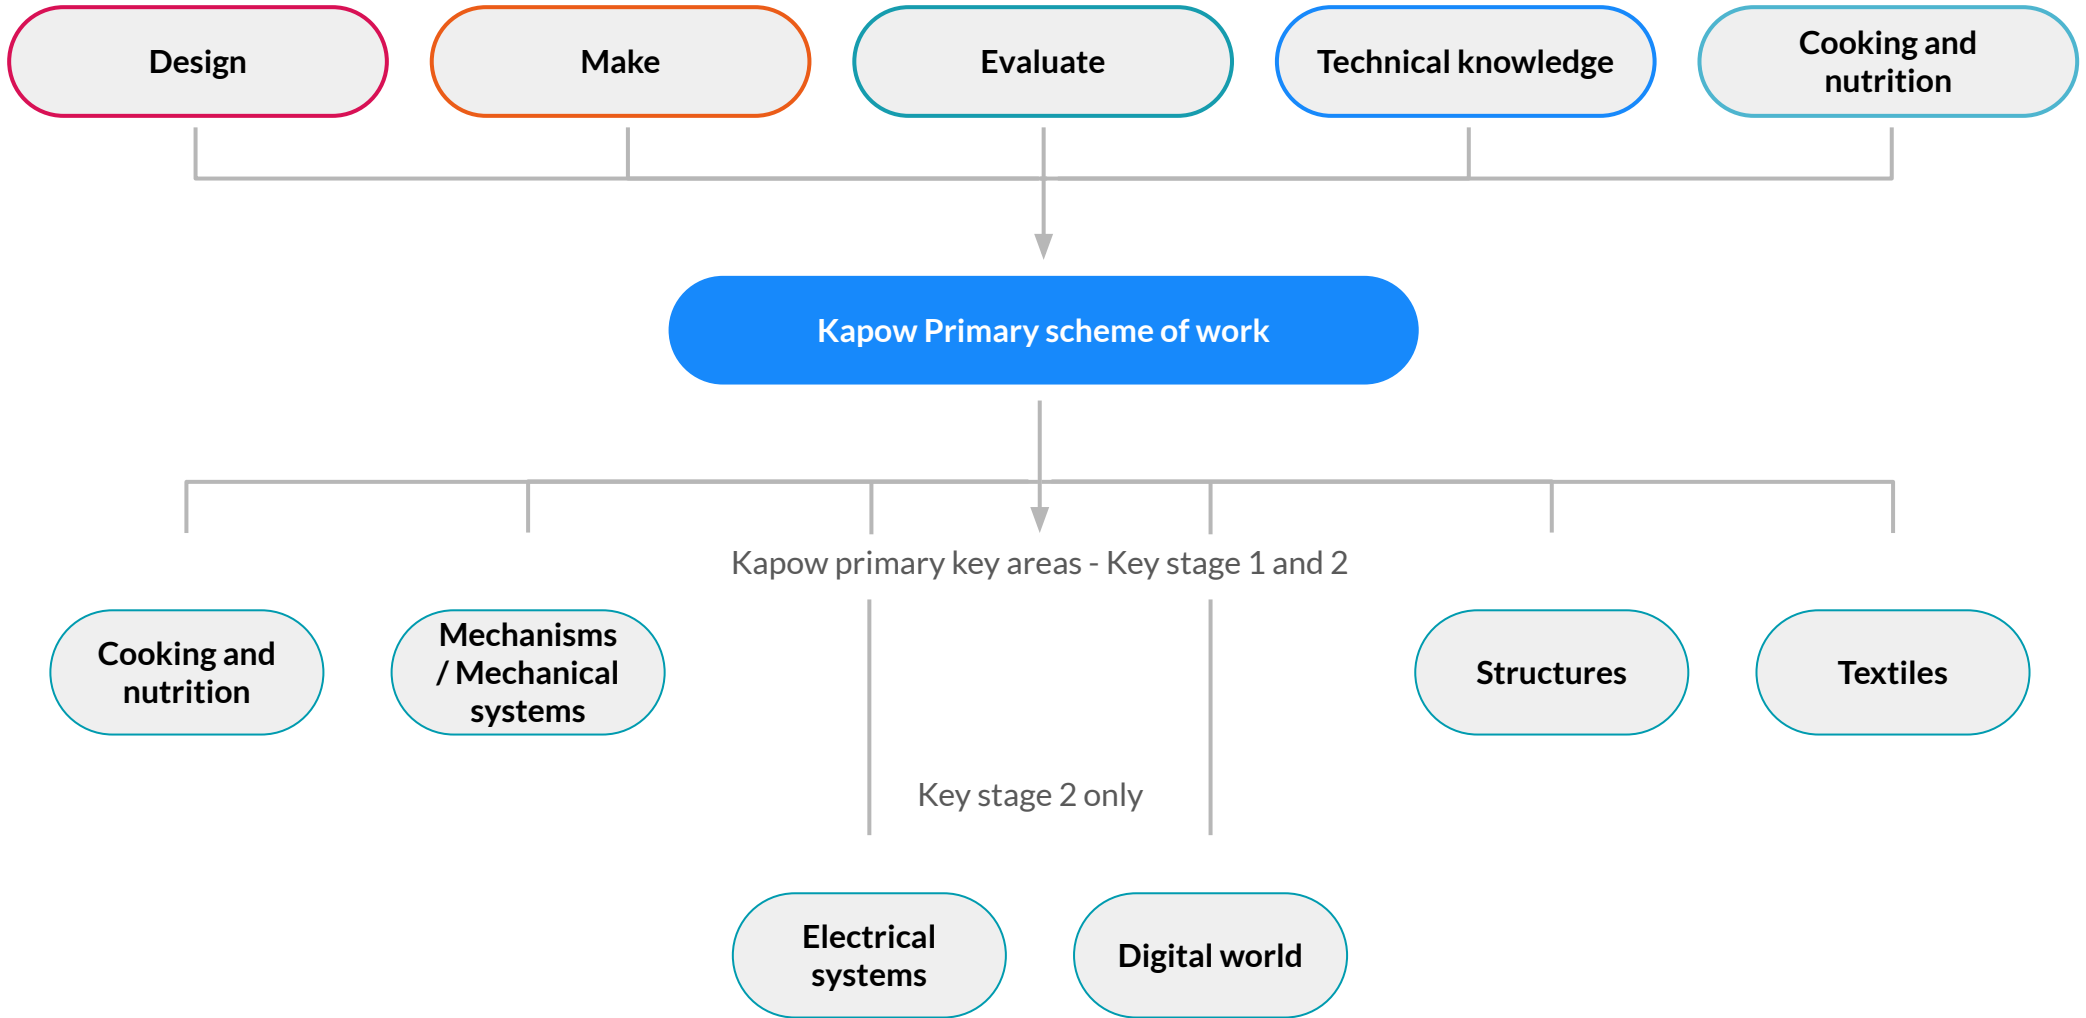 Design
Make
Evaluate
Technical knowledge
Cooking and
nutrition
Kapow Primary scheme of work
Kapow primary key areas - Key stage 1 and 2
Cooking and
nutrition
Mechanisms
/ Mechanical
systems
Structures
Textiles
Key stage 2 only
Electrical
systems
Digital world